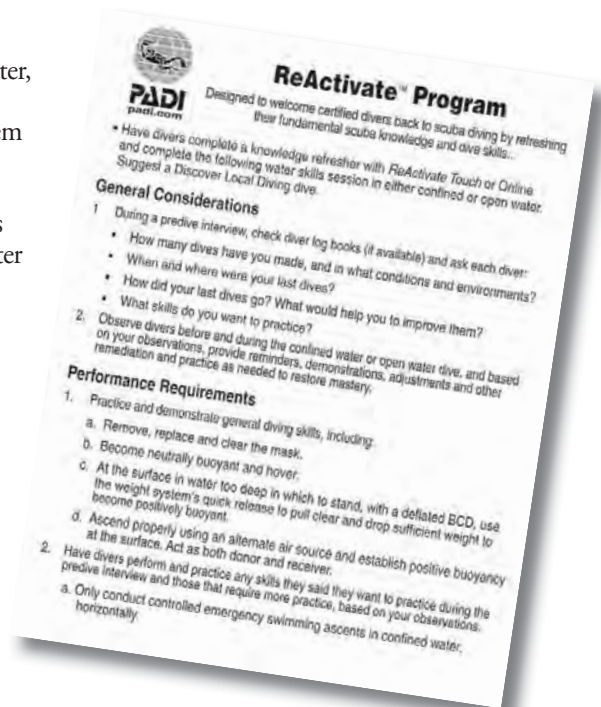 ter,
em
s
ter
PADI
padi.com
ReActivate™ Program
Designed to welcome certified divers back to scuba diving by refreshing
their fundamental scuba knowledge and dive skills...
• Have divers complete a knowledge refresher with ReActivate Touch or Online
and complete the following water skills session in either confined or open water.
Suggest a Discover Local Diving dive.
General Considerations
1 During a predive interview, check diver log books (if available) and ask each diver:
• How many dives have you made, and in what conditions and environments?
• When and where were your last dives?
• How did your last dives go? What would help you to improve them?
• What skills do you want to practice?
2. Observe divers before and during the confined water or open water dive, and based
on your observations, provide reminders, demonstrations, adjustments and other
remediation and practice as needed to restore mastery.
Performance Requirements
1. Practice and demonstrate general diving skills, including:
a. Remove, replace and clear the mask.
b. Become neutrally buoyant and hover.
c. At the surface in water too deep in which to stand, with a deflated BCD, use
the weight system's quick release to pull clear and drop sufficient weight to
become positively buoyant.
d. Ascend properly using an alternate air source and establish positive buoyancy
at the surface. Act as both donor and receiver.
2. Have divers perform and practice any skills they said they want to practice during the
predive interview and those that require more practice, based on your observations.
a. Only conduct controlled emergency swimming ascents in confined water,
horizontally.